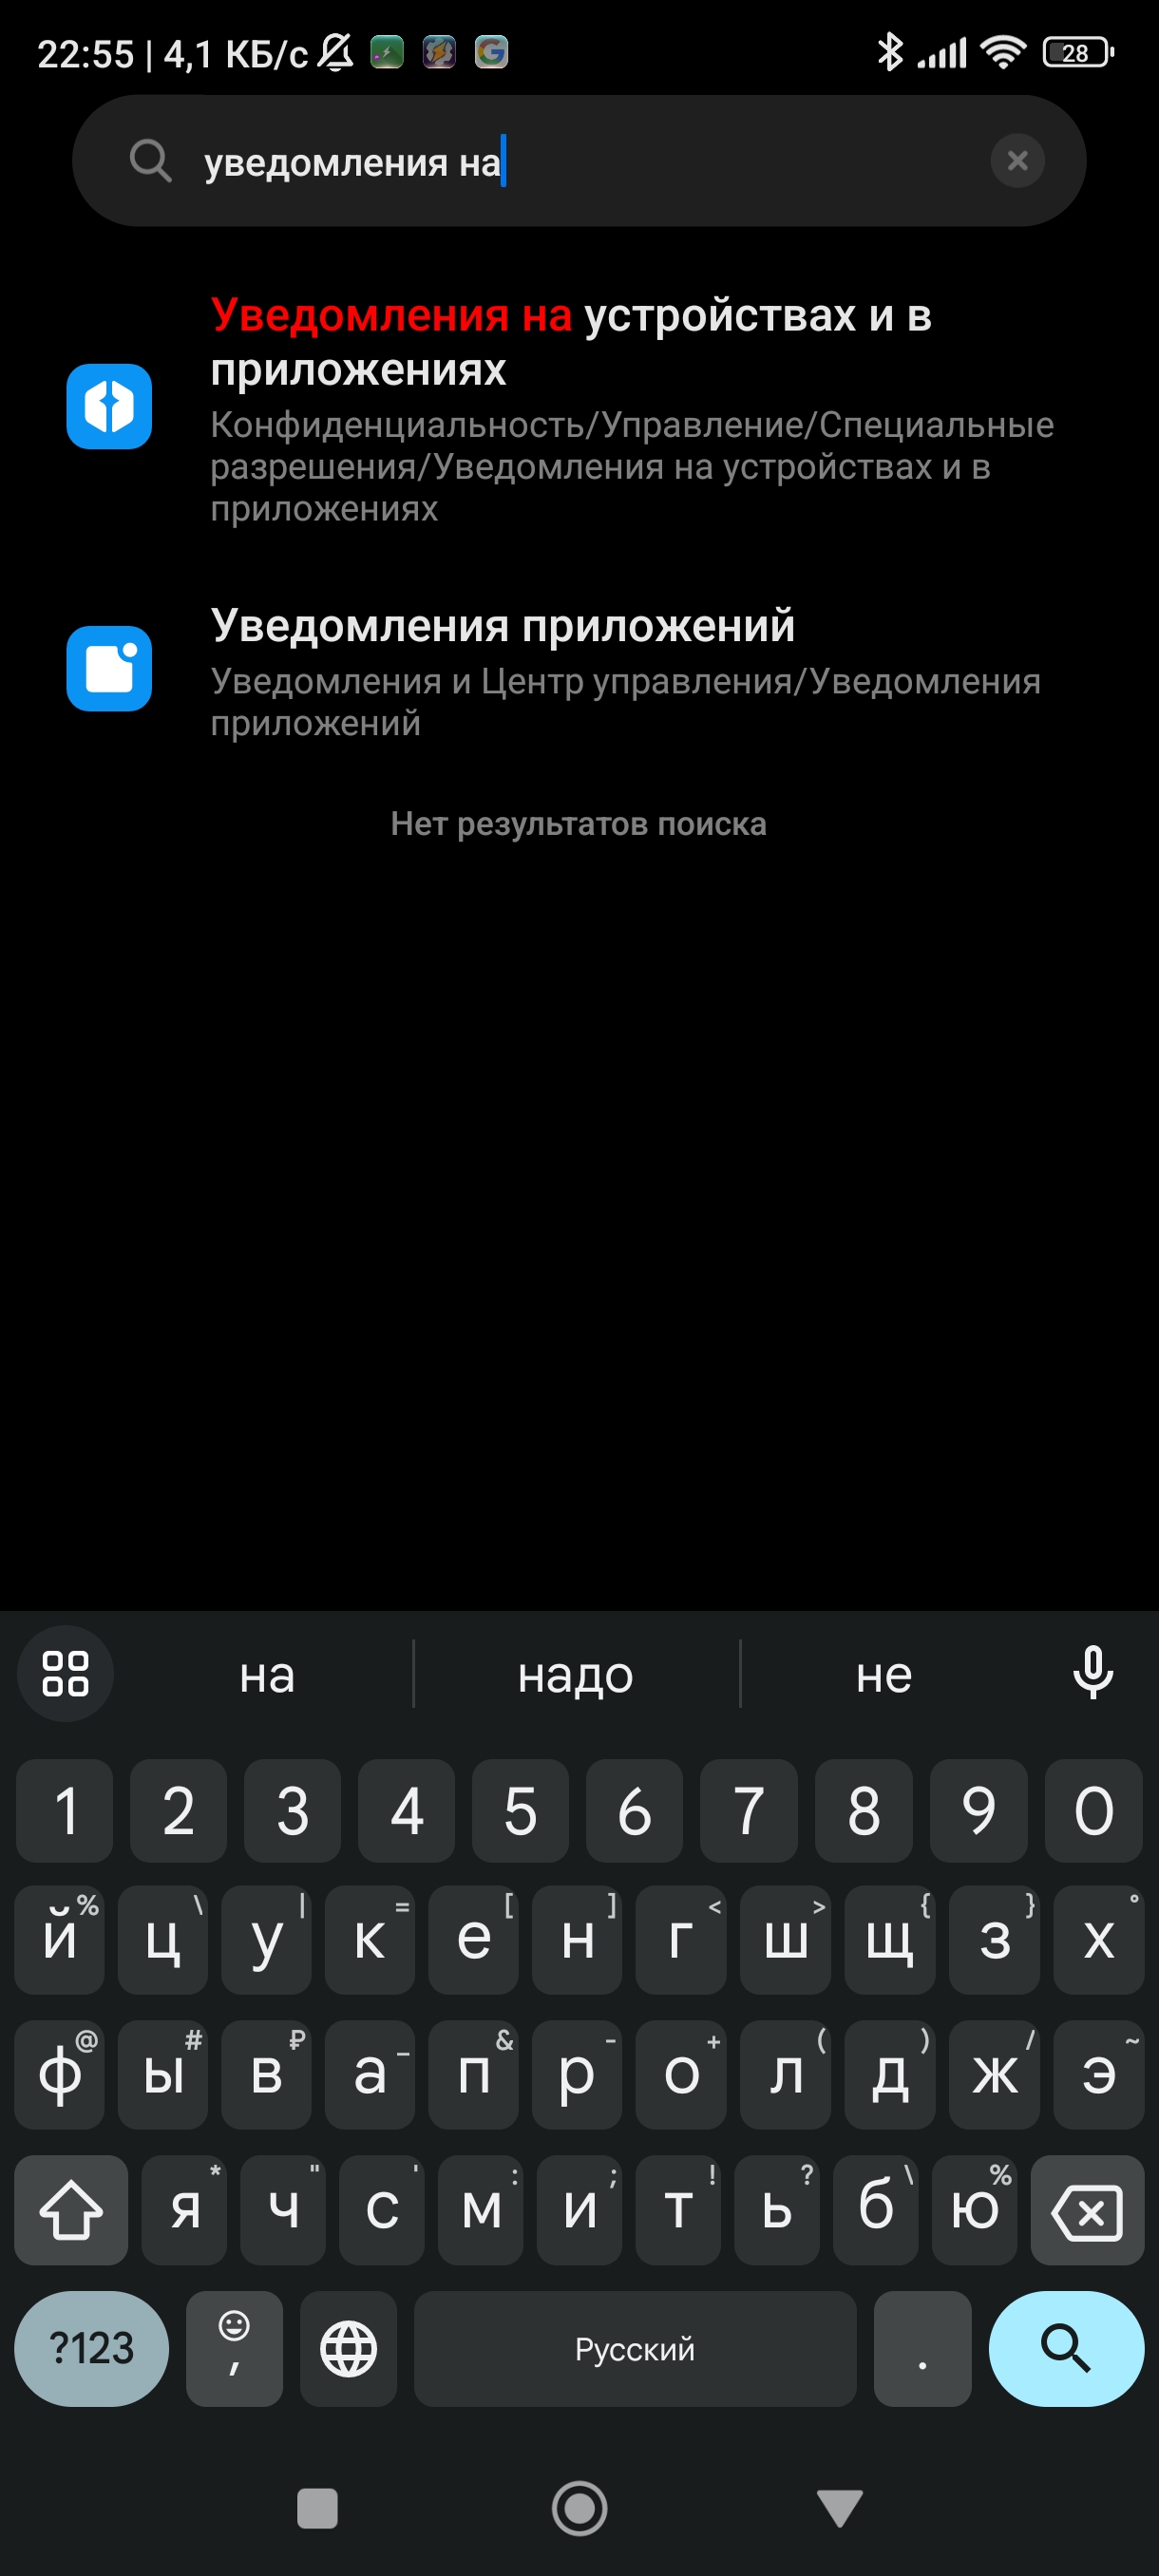 22:55 | 4,1 КБ/с 28
уведомления на
Уведомления на устройствах и в
приложениях
Конфиденциальность/Управление/Специальные
разрешения/Уведомления на устройствах и в
приложениях
Уведомления приложений
Уведомления и Центр управления/Уведомления
приложений
Нет результатов поиска
на надо не
1 2 3 4 5 6 7 8 9 0
й % ц \ у | к = е [ н ] г < ш > щ { з } х °
ф @ ы # в ₽ а _ п & р - о + л ( д ) ж / э ~
я * ч " с ' м : и ; т ! ь ? б \ ю %
?123 , Русский .